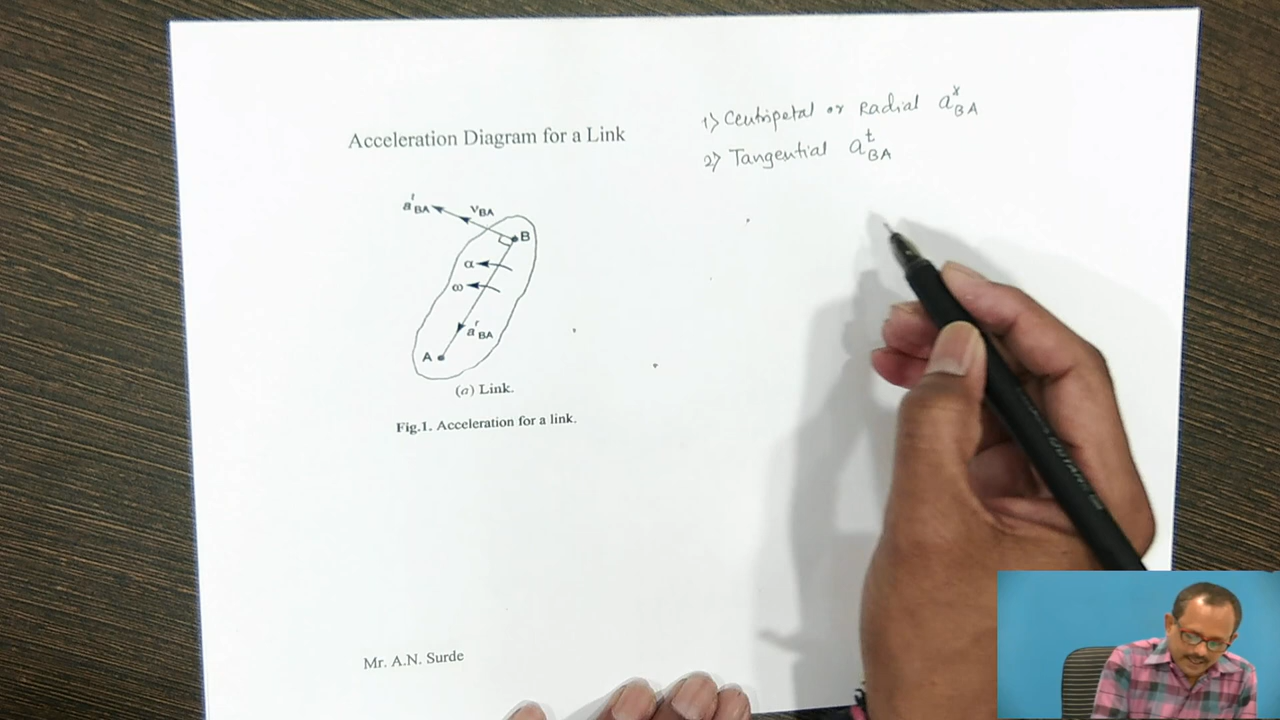 1) Centripetal or Radial a^r_BA
2) Tangential a^t_BA
Acceleration Diagram for a Link
a^t_BA
v_BA
B
α
ω
a^r_BA
A
(a) Link.
Fig.1. Acceleration for a link.
Mr. A.N. Surde